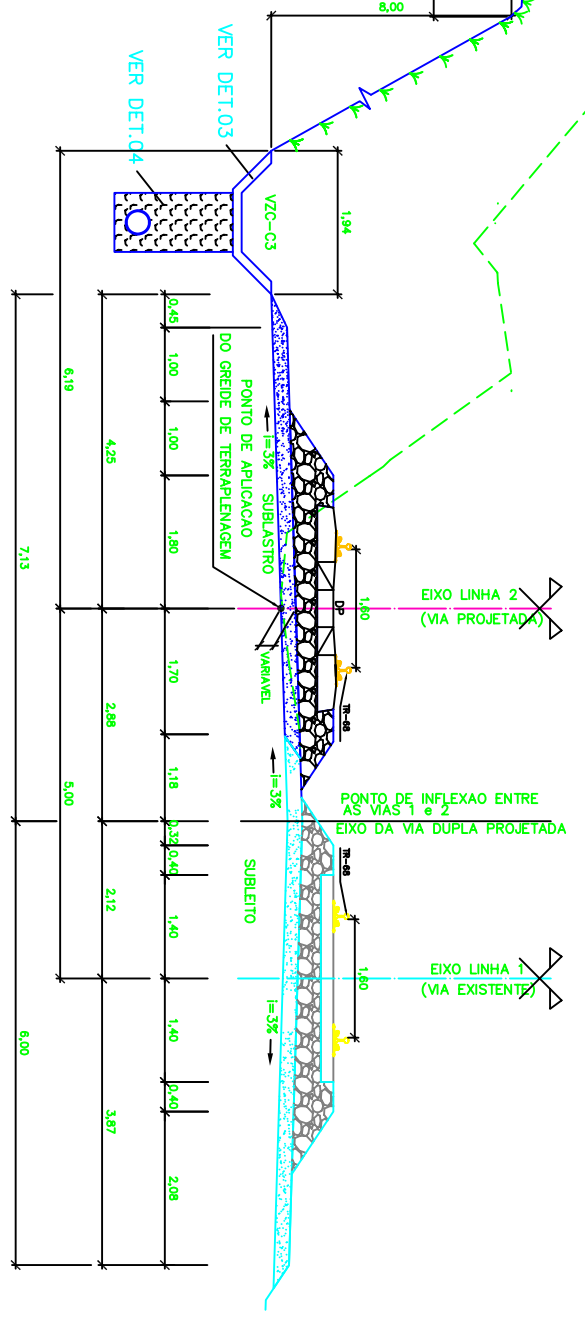 8,00
VER DET.03
VER DET.04
VZC-C3
1,94
0,45
1,00
1,00
1,80
1,70
1,18
0,32
0,40
1,40
1,40
0,40
2,08
4,25
2,88
2,12
3,87
6,19
5,00
7,13
6,00
PONTO DE APLICACAO
DO GREIDE DE TERRAPLENAGEM
i=3%
SUBLASTRO
VARIAVEL
i=3%
SUBLEITO
i=3%
1,60
DP
TR-68
EIXO LINHA 2
(VIA PROJETADA)
PONTO DE INFLEXAO ENTRE
AS VIAS 1 e 2
EIXO DA VIA DUPLA PROJETADA
TR-68
1,60
EIXO LINHA 1
(VIA EXISTENTE)